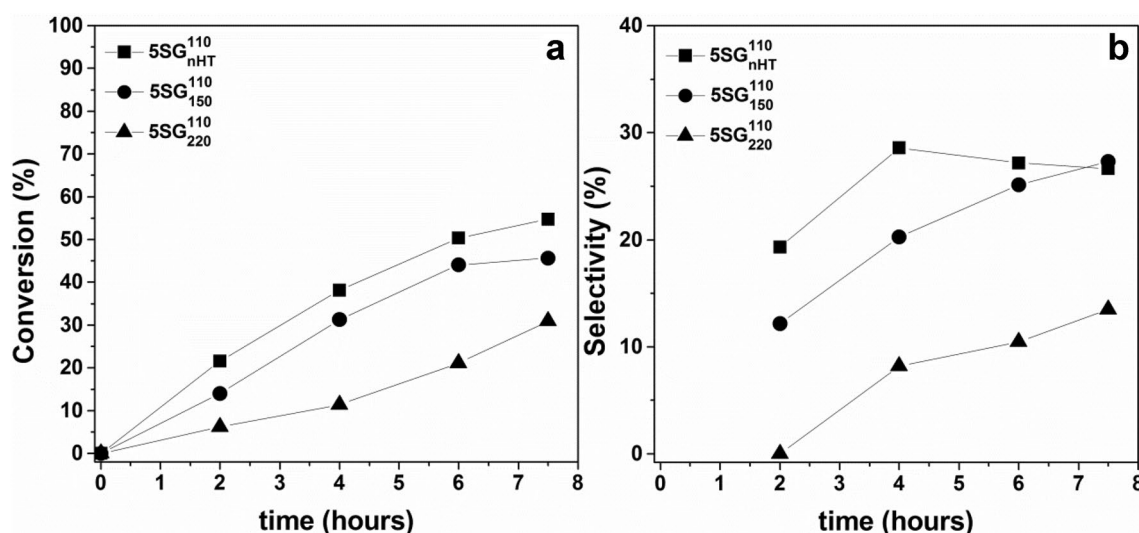 a
5SG110nHT
5SG110150
5SG110220
Conversion (%)
100
90
80
70
60
50
40
30
20
10
0
0 1 2 3 4 5 6 7 8
time (hours)
b
5SG110nHT
5SG110150
5SG110220
Selectivity (%)
40
30
20
10
0
0 1 2 3 4 5 6 7 8
time (hours)